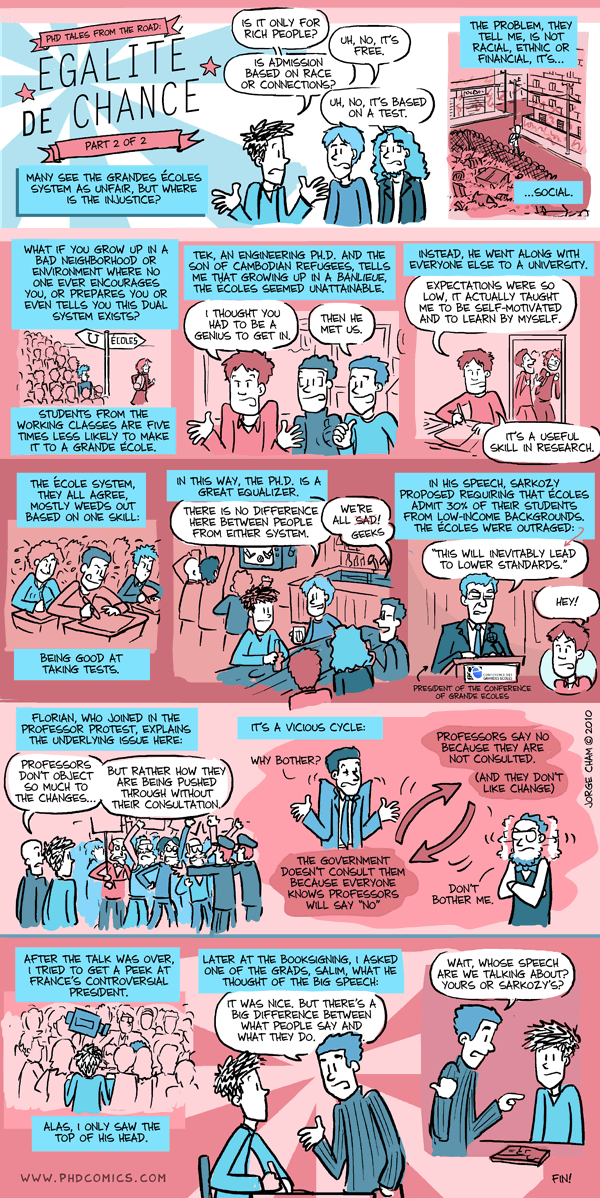 PHD TALES FROM THE ROAD:
EGALITÉ
DE CHANCE
PART 2 OF 2
MANY SEE THE GRANDES ÉCOLES
SYSTEM AS UNFAIR, BUT WHERE
IS THE INJUSTICE?
IS IT ONLY FOR
RICH PEOPLE?
UH, NO, IT'S
FREE.
IS ADMISSION
BASED ON RACE
OR CONNECTIONS?
UH, NO, IT'S BASED
ON A TEST.
THE PROBLEM, THEY
TELL ME, IS NOT
RACIAL, ETHNIC OR
FINANCIAL, IT'S...
...SOCIAL.
WHAT IF YOU GROW UP IN A
BAD NEIGHBORHOOD OR
ENVIRONMENT WHERE NO
ONE EVER ENCOURAGES
YOU, OR PREPARES YOU OR
EVEN TELLS YOU THIS DUAL
SYSTEM EXISTS?
U
ÉCOLES
STUDENTS FROM THE
WORKING CLASSES ARE FIVE
TIMES LESS LIKELY TO MAKE
IT TO A GRANDE ÉCOLE.
TEK, AN ENGINEERING PH.D. AND THE
SON OF CAMBODIAN REFUGEES, TELLS
ME THAT GROWING UP IN A BANLIEUE,
THE ECOLES SEEMED UNATTAINABLE.
I THOUGHT YOU
HAD TO BE A
GENIUS TO GET IN.
THEN HE
MET US.
INSTEAD, HE WENT ALONG WITH
EVERYONE ELSE TO A UNIVERSITY.
EXPECTATIONS WERE SO
LOW, IT ACTUALLY TAUGHT
ME TO BE SELF-MOTIVATED
AND TO LEARN BY MYSELF.
IT'S A USEFUL
SKILL IN RESEARCH.
THE ÉCOLE SYSTEM,
THEY ALL AGREE,
MOSTLY WEEDS OUT
BASED ON ONE SKILL:
BEING GOOD AT
TAKING TESTS.
IN THIS WAY, THE PH.D. IS A
GREAT EQUALIZER.
THERE IS NO DIFFERENCE
HERE BETWEEN PEOPLE
FROM EITHER SYSTEM.
WE'RE
ALL SAD!
GEEKS
IN HIS SPEECH, SARKOZY
PROPOSED REQUIRING THAT ÉCOLES
ADMIT 30% OF THEIR STUDENTS
FROM LOW-INCOME BACKGROUNDS.
THE ÉCOLES WERE OUTRAGED:
"THIS WILL INEVITABLY LEAD
TO LOWER STANDARDS."
HEY!
CONFERENCE DES
GRANDES ECOLES
PRESIDENT OF THE CONFERENCE
OF GRANDE ECOLES
FLORIAN, WHO JOINED IN THE
PROFESSOR PROTEST, EXPLAINS
THE UNDERLYING ISSUE HERE:
PROFESSORS
DON'T OBJECT
SO MUCH TO
THE CHANGES...
BUT RATHER HOW THEY
ARE BEING PUSHED
THROUGH WITHOUT
THEIR CONSULTATION.
IT'S A VICIOUS CYCLE:
WHY BOTHER?
THE GOVERNMENT
DOESN'T CONSULT THEM
BECAUSE EVERYONE
KNOWS PROFESSORS
WILL SAY "NO"
PROFESSORS SAY NO
BECAUSE THEY ARE
NOT CONSULTED.
(AND THEY DON'T
LIKE CHANGE)
DON'T
BOTHER ME.
JORGE CHAM © 2010
AFTER THE TALK WAS OVER,
I TRIED TO GET A PEEK AT
FRANCE'S CONTROVERSIAL
PRESIDENT.
ALAS, I ONLY SAW THE
TOP OF HIS HEAD.
LATER AT THE BOOKSIGNING, I ASKED
ONE OF THE GRADS, SALIM, WHAT HE
THOUGHT OF THE BIG SPEECH:
IT WAS NICE. BUT THERE'S A
BIG DIFFERENCE BETWEEN
WHAT PEOPLE SAY AND
WHAT THEY DO.
WAIT, WHOSE SPEECH
ARE WE TALKING ABOUT?
YOURS OR SARKOZY'S?
WWW.PHDCOMICS.COM
FIN!